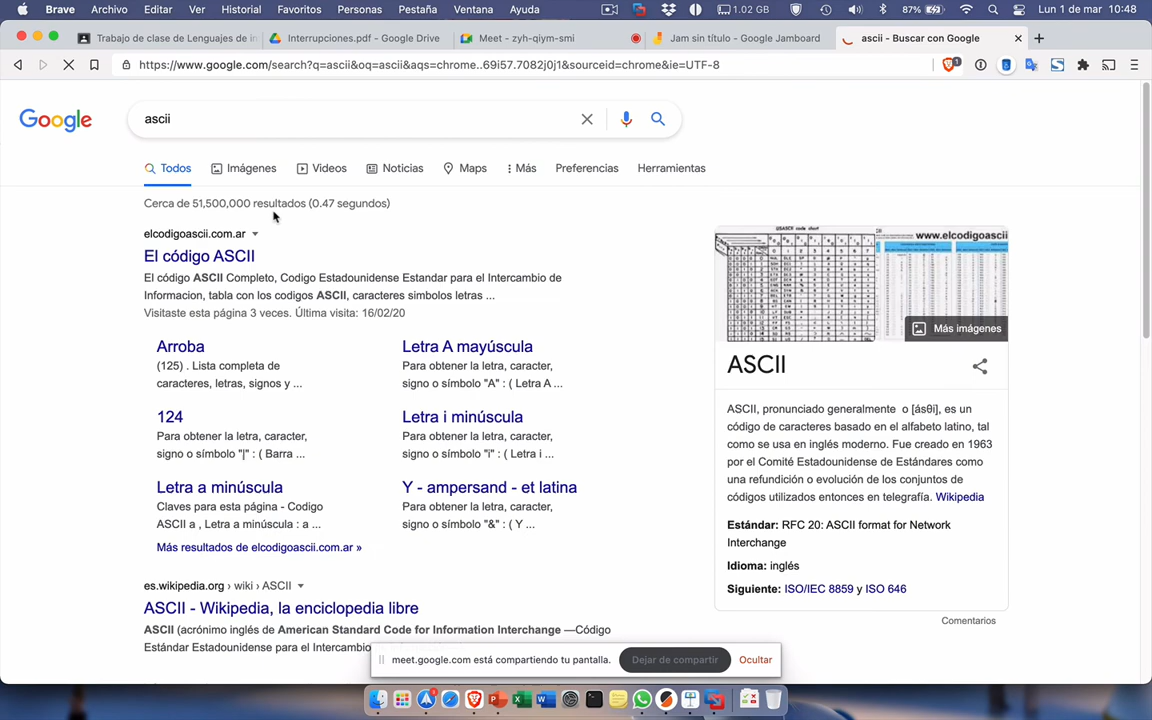 Brave Archivo Editar Ver Historial Favoritos Personas Pestaña Ventana Ayuda 1.02 GB 87% Lun 1 de mar 10:48
Trabajo de clase de Lenguajes de in Interrupciones.pdf - Google Drive Meet - zyh-qiym-smi Jam sin título - Google Jamboard ascii - Buscar con Google
https://www.google.com/search?q=ascii&oq=ascii&aqs=chrome..69i57.7082j0j1&sourceid=chrome&ie=UTF-8 1
Google ascii
Todos Imágenes Videos Noticias Maps Más Preferencias Herramientas
Cerca de 51,500,000 resultados (0.47 segundos)
elcodigoascii.com.ar
El código ASCII
El código ASCII Completo, Codigo Estadounidense Estandar para el Intercambio de
Informacion, tabla con los codigos ASCII, caracteres simbolos letras ...
Visitaste esta página 3 veces. Última visita: 16/02/20
Arroba
(125) . Lista completa de
caracteres, letras, signos y ...
Letra A mayúscula
Para obtener la letra, caracter,
signo o símbolo "A" : ( Letra A ...
124
Para obtener la letra, caracter,
signo o símbolo "|" : ( Barra ...
Letra i minúscula
Para obtener la letra, caracter,
signo o símbolo "i" : ( Letra i ...
Letra a minúscula
Claves para esta página - Codigo
ASCII a , Letra a minúscula : a ...
Y - ampersand - et latina
Para obtener la letra, caracter,
signo o símbolo "&" : ( Y ...
Más resultados de elcodigoascii.com.ar »
es.wikipedia.org › wiki › ASCII
ASCII - Wikipedia, la enciclopedia libre
ASCII (acrónimo inglés de American Standard Code for Information Interchange —Código
Estándar Estadounidense para el Intercambio
USASCII code chart
www.elcodigoascii
Más imágenes
ASCII
ASCII, pronunciado generalmente o [ásθi], es un
código de caracteres basado en el alfabeto latino, tal
como se usa en inglés moderno. Fue creado en 1963
por el Comité Estadounidense de Estándares como
una refundición o evolución de los conjuntos de
códigos utilizados entonces en telegrafía. Wikipedia
Estándar: RFC 20: ASCII format for Network
Interchange
Idioma: inglés
Siguiente: ISO/IEC 8859 y ISO 646
Comentarios
meet.google.com está compartiendo tu pantalla. Dejar de compartir Ocultar